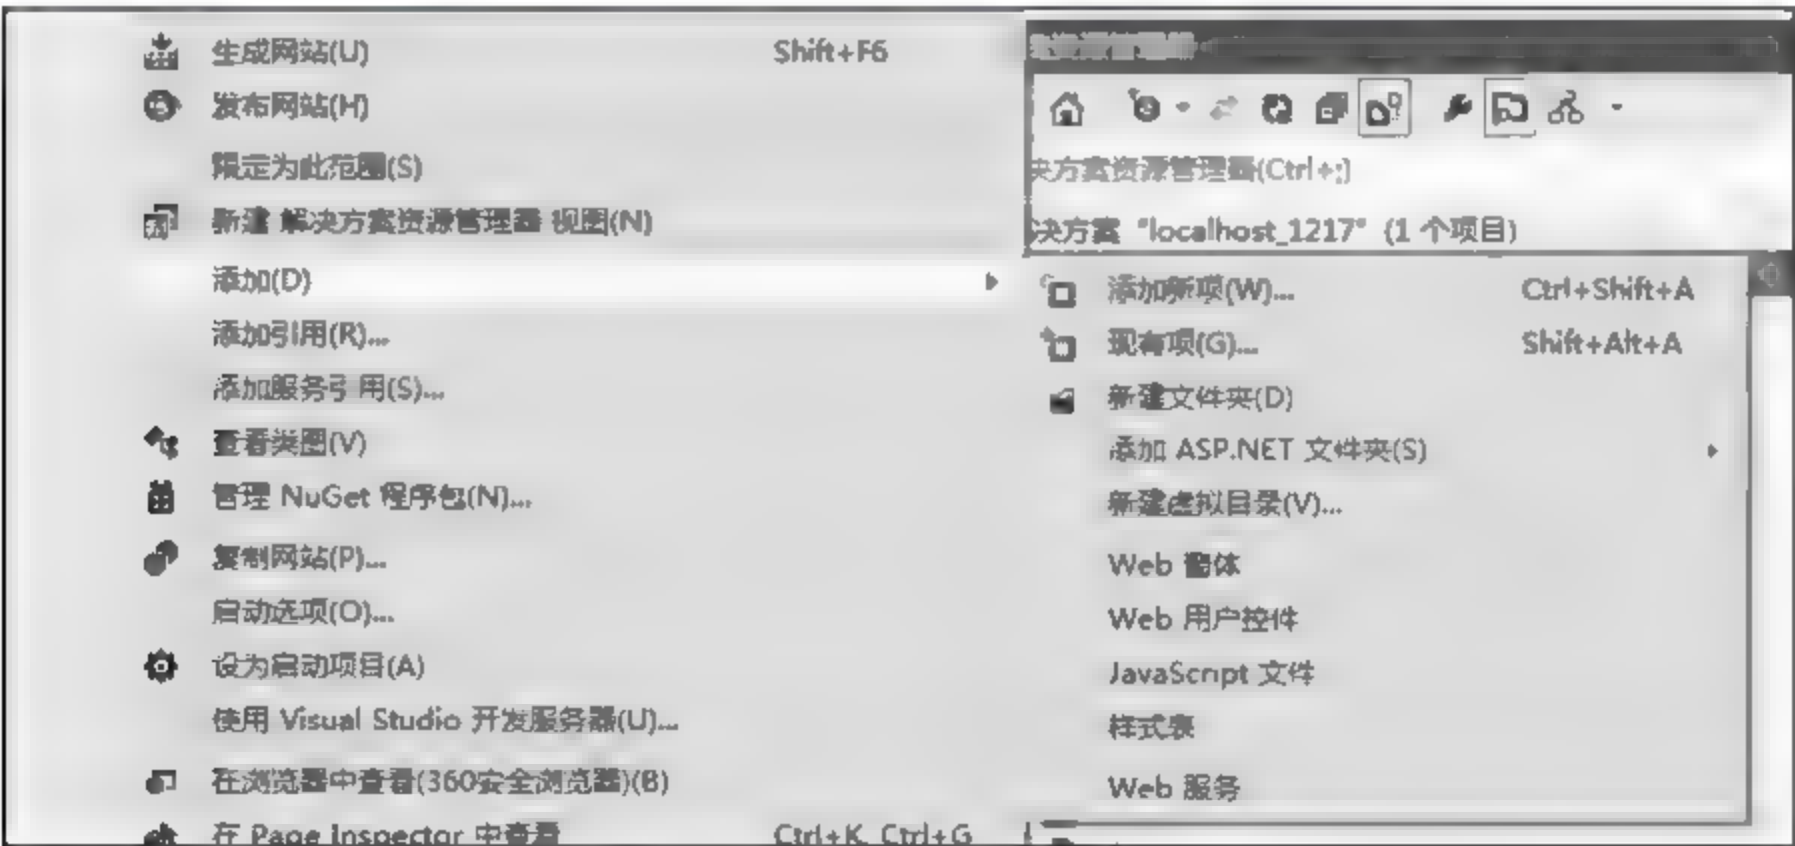 生成网站(U) Shift+F6
发布网站(H)
限定为此范围(S)
新建 解决方案资源管理器 视图(N)
添加(D)
添加引用(R)...
添加服务引用(S)...
查看类图(V)
管理 NuGet 程序包(N)...
复制网站(P)...
启动选项(O)...
设为启动项目(A)
使用 Visual Studio 开发服务器(U)...
在浏览器中查看(360安全浏览器)(B)
在 Page Inspector 中查看 Ctrl+K, Ctrl+G
决方案资源管理器(Ctrl+;)
决方案 "localhost_1217" (1 个项目)
添加新项(W)... Ctrl+Shift+A
现有项(G)... Shift+Alt+A
新建文件夹(D)
添加 ASP.NET 文件夹(S)
新建虚拟目录(V)...
Web 窗体
Web 用户控件
JavaScript 文件
样式表
Web 服务